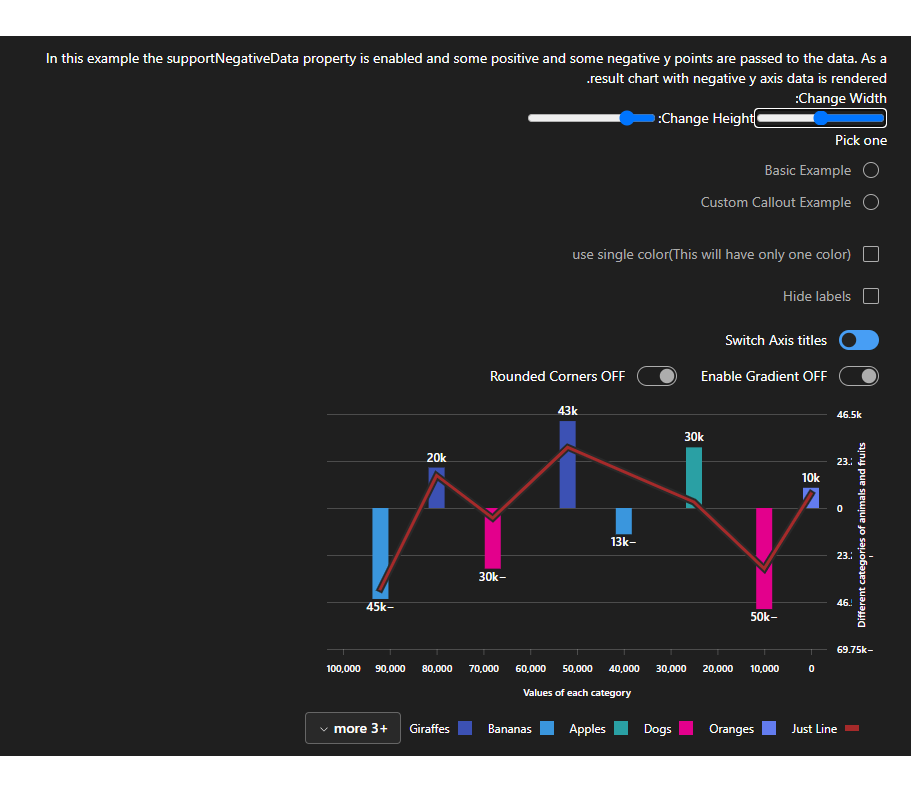 In this example the supportNegativeData property is enabled and some positive and some negative y points are passed to the data. As a
.result chart with negative y axis data is rendered
:Change Width
:Change Height
Pick one
Basic Example
Custom Callout Example
use single color(This will have only one color)
Hide labels
Switch Axis titles
Rounded Corners OFF
Enable Gradient OFF
43k
46.5k
30k
20k
23.
10k
0
13k–
30k–
23.
45k–
46.
50k–
69.75k–
Different categories of animals and fruits
100,000 90,000 80,000 70,000 60,000 50,000 40,000 30,000 20,000 10,000 0
Values of each category
more 3+ Giraffes Bananas Apples Dogs Oranges Just Line